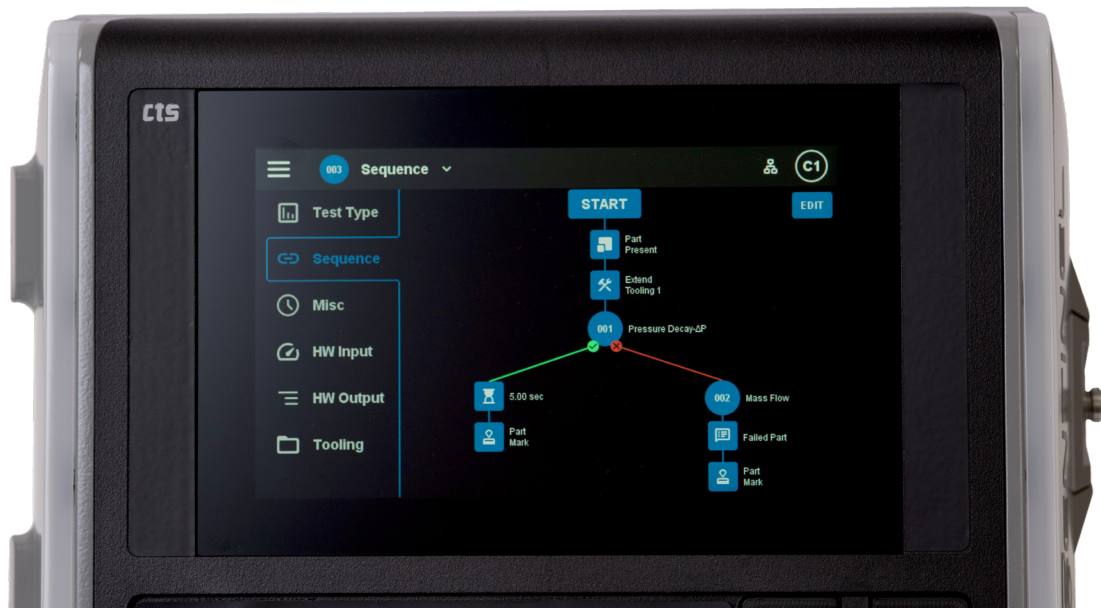 cts
003 Sequence
C1
Test Type
START
EDIT
Part
Present
Sequence
Extend
Tooling 1
Misc
001 Pressure Decay-ΔP
HW Input
HW Output
5.00 sec
002 Mass Flow
Part
Mark
Failed Part
Tooling
Part
Mark